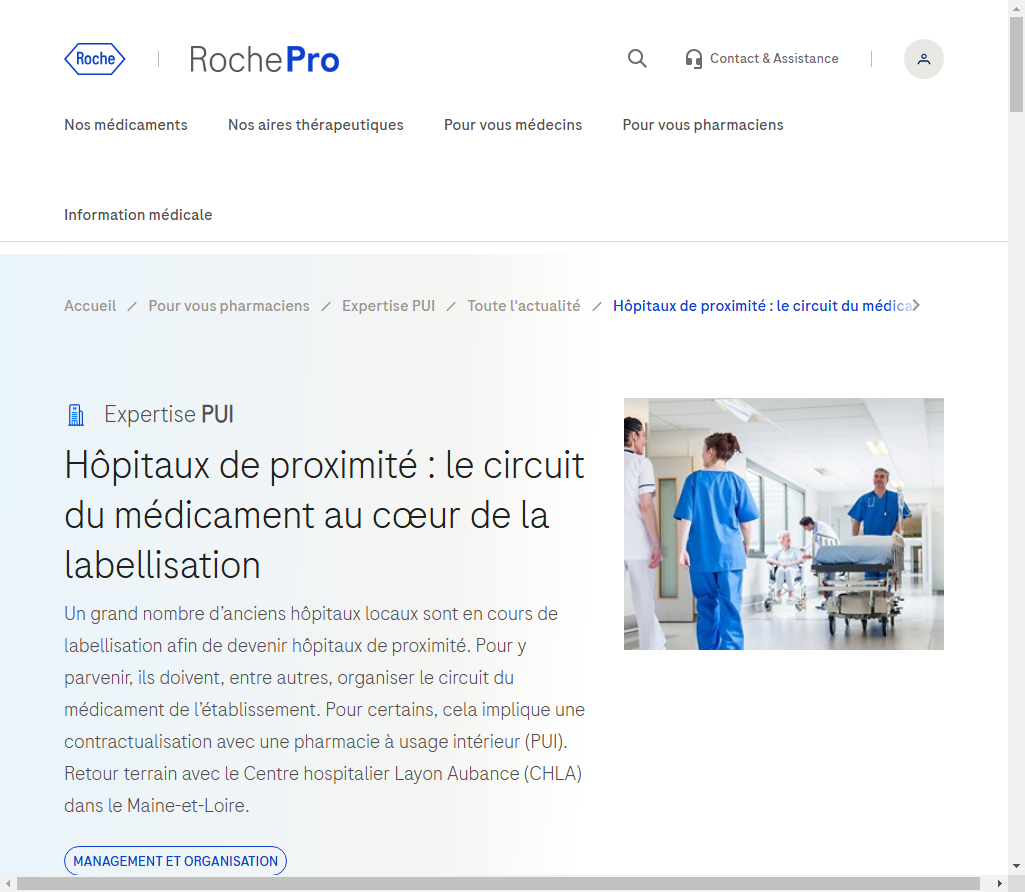 Roche
RochePro
Contact & Assistance
Nos médicaments
Nos aires thérapeutiques
Pour vous médecins
Pour vous pharmaciens
Information médicale
Accueil / Pour vous pharmaciens / Expertise PUI / Toute l'actualité / Hôpitaux de proximité : le circuit du médica
Expertise PUI
Hôpitaux de proximité : le circuit
du médicament au cœur de la
labellisation
Un grand nombre d’anciens hôpitaux locaux sont en cours de
labellisation afin de devenir hôpitaux de proximité. Pour y
parvenir, ils doivent, entre autres, organiser le circuit du
médicament de l’établissement. Pour certains, cela implique une
contractualisation avec une pharmacie à usage intérieur (PUI).
Retour terrain avec le Centre hospitalier Layon Aubance (CHLA)
dans le Maine-et-Loire.
MANAGEMENT ET ORGANISATION